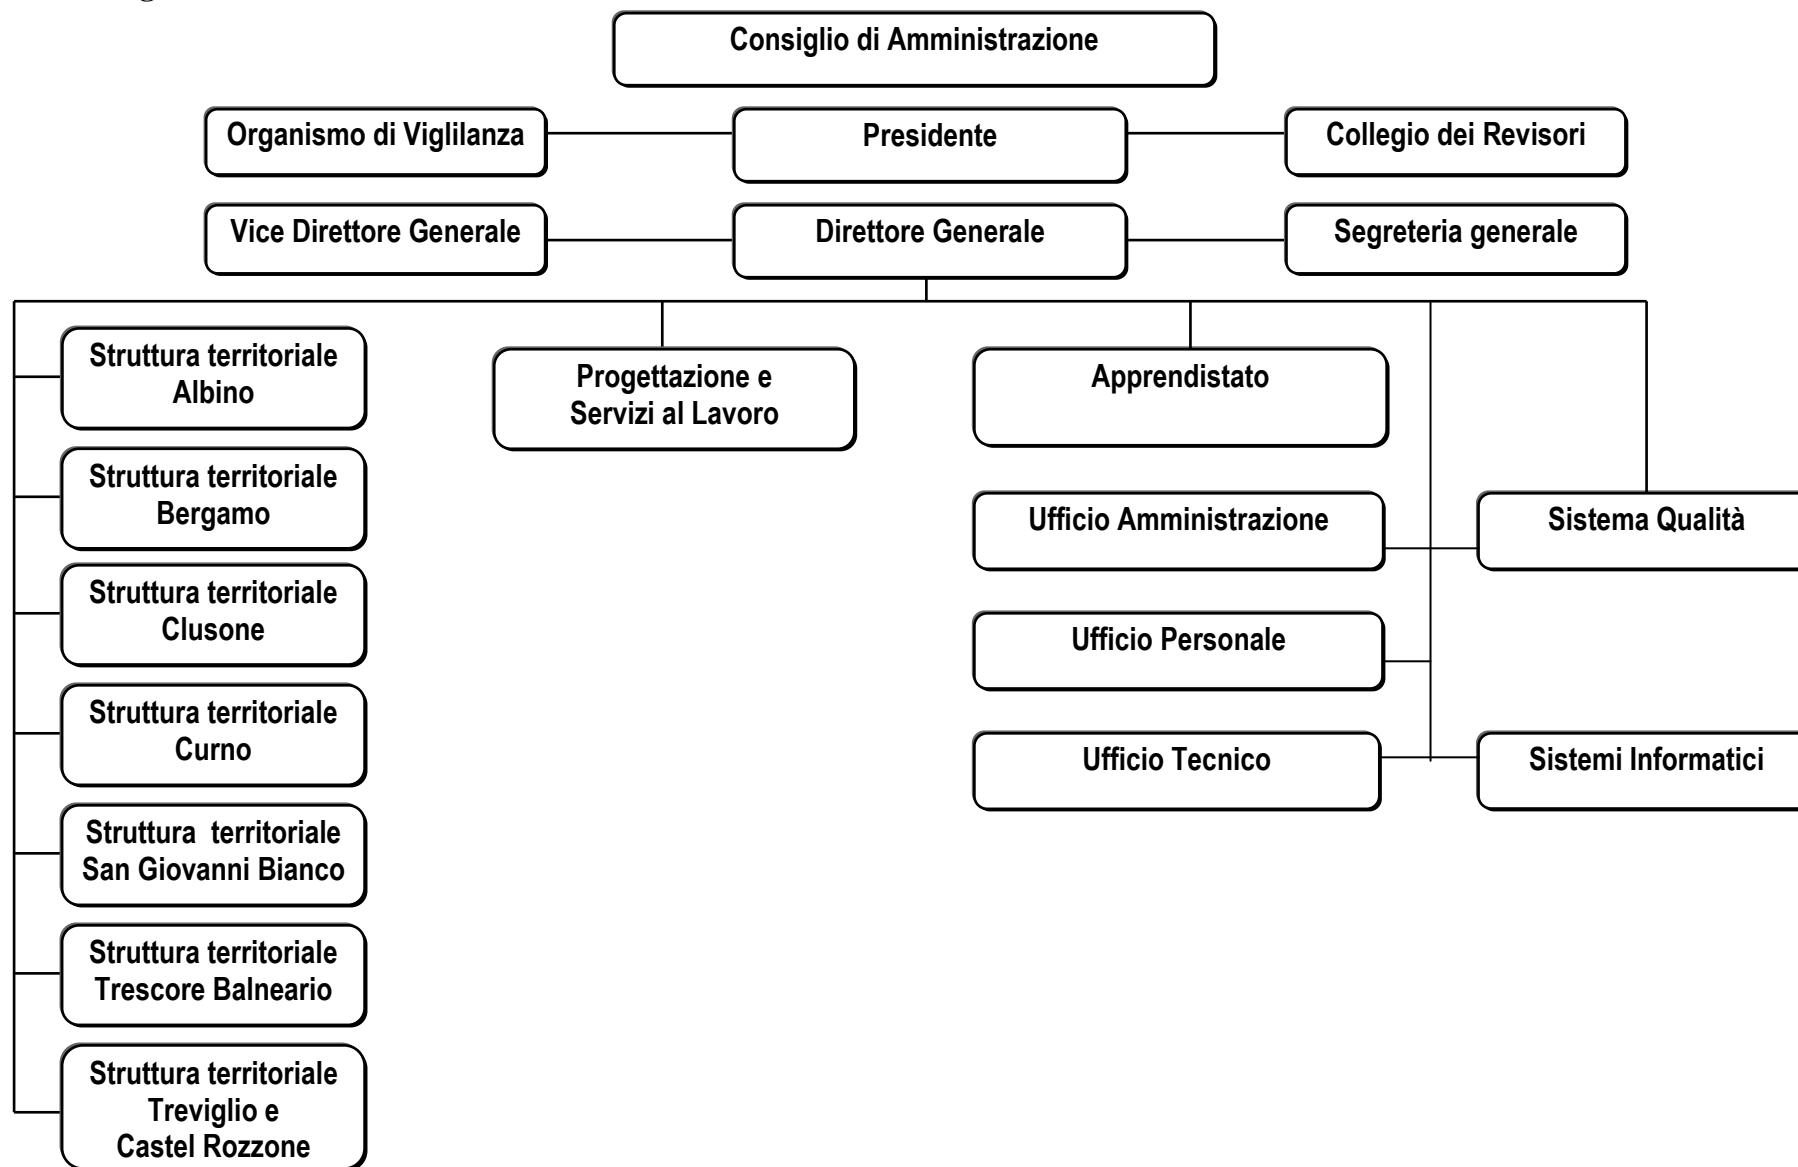 Consiglio di Amministrazione
Organismo di Viglilanza
Presidente
Collegio dei Revisori
Vice Direttore Generale
Direttore Generale
Segreteria generale
Struttura territoriale
Albino
Progettazione e
Servizi al Lavoro
Apprendistato
Struttura territoriale
Bergamo
Ufficio Amministrazione
Sistema Qualità
Struttura territoriale
Clusone
Ufficio Personale
Struttura territoriale
Curno
Ufficio Tecnico
Sistemi Informatici
Struttura  territoriale
San Giovanni Bianco
Struttura territoriale
Trescore Balneario
Struttura territoriale
Treviglio e
Castel Rozzone